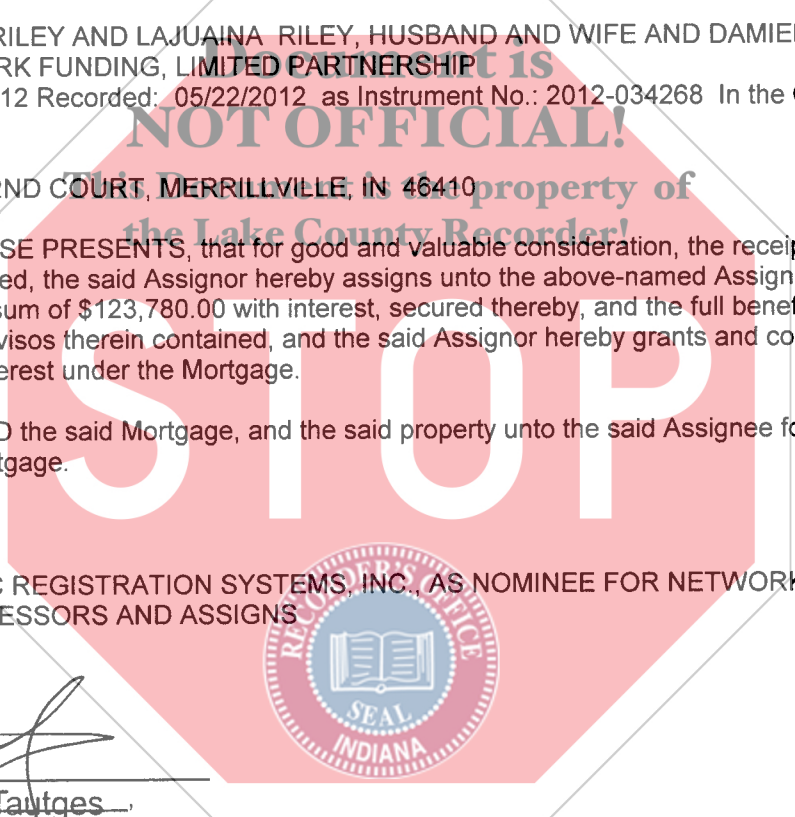 RILEY AND LAJUAINA RILEY, HUSBAND AND WIFE AND DAMIE
Document is
RK FUNDING, LIMITED PARTNERSHIP
12 Recorded: 05/22/2012 as Instrument No.: 2012-034268 In the
NOT OFFICIAL!
2ND COURT, MERRILLVILLE, IN 46410
This Document is the property of
the Lake County Recorder!
SE PRESENTS, that for good and valuable consideration, the receip
ed, the said Assignor hereby assigns unto the above-named Assign
sum of $123,780.00 with interest, secured thereby, and the full benef
visos therein contained, and the said Assignor hereby grants and co
erest under the Mortgage.
STOP
D the said Mortgage, and the said property unto the said Assignee fo
tgage.
C REGISTRATION SYSTEMS, INC., AS NOMINEE FOR NETWORK
ESSORS AND ASSIGNS
RECORDER'S OFFICE
SEAL
INDIANA
Tautges